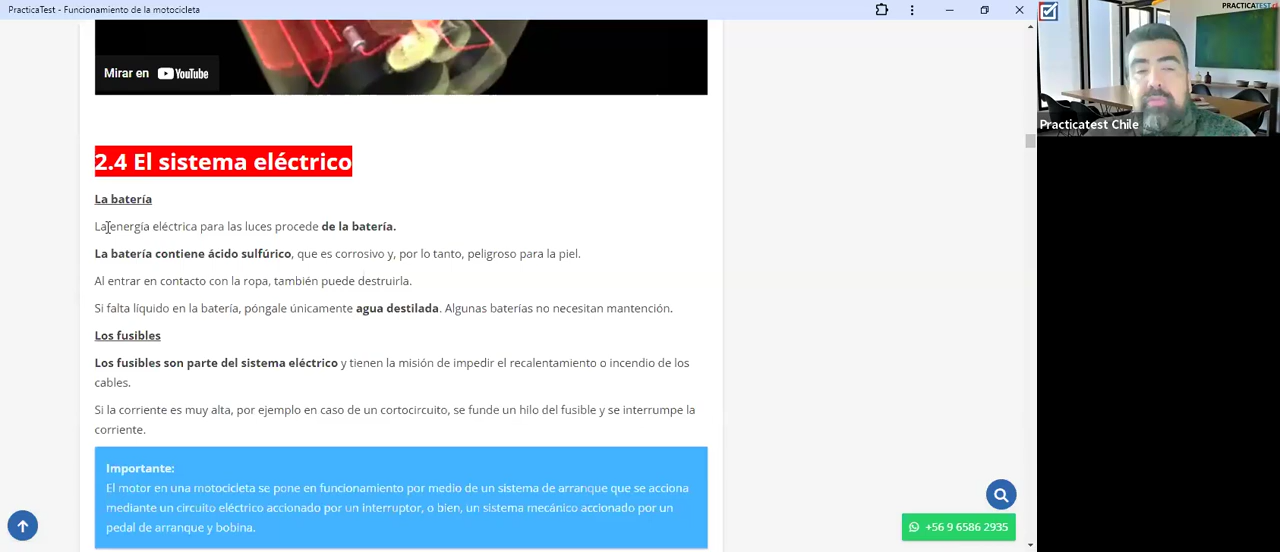 PracticaTest - Funcionamiento de la motocicleta
PRACTICATEST
Mirar en YouTube
Practicatest Chile
2.4 El sistema eléctrico
La batería
La energía eléctrica para las luces procede de la batería.
La batería contiene ácido sulfúrico, que es corrosivo y, por lo tanto, peligroso para la piel.
Al entrar en contacto con la ropa, también puede destruirla.
Si falta líquido en la batería, póngale únicamente agua destilada. Algunas baterías no necesitan mantención.
Los fusibles
Los fusibles son parte del sistema eléctrico y tienen la misión de impedir el recalentamiento o incendio de los
cables.
Si la corriente es muy alta, por ejemplo en caso de un cortocircuito, se funde un hilo del fusible y se interrumpe la
corriente.
Importante:
El motor en una motocicleta se pone en funcionamiento por medio de un sistema de arranque que se acciona
mediante un circuito eléctrico accionado por un interruptor, o bien, un sistema mecánico accionado por un
pedal de arranque y bobina.
+56 9 6586 2935